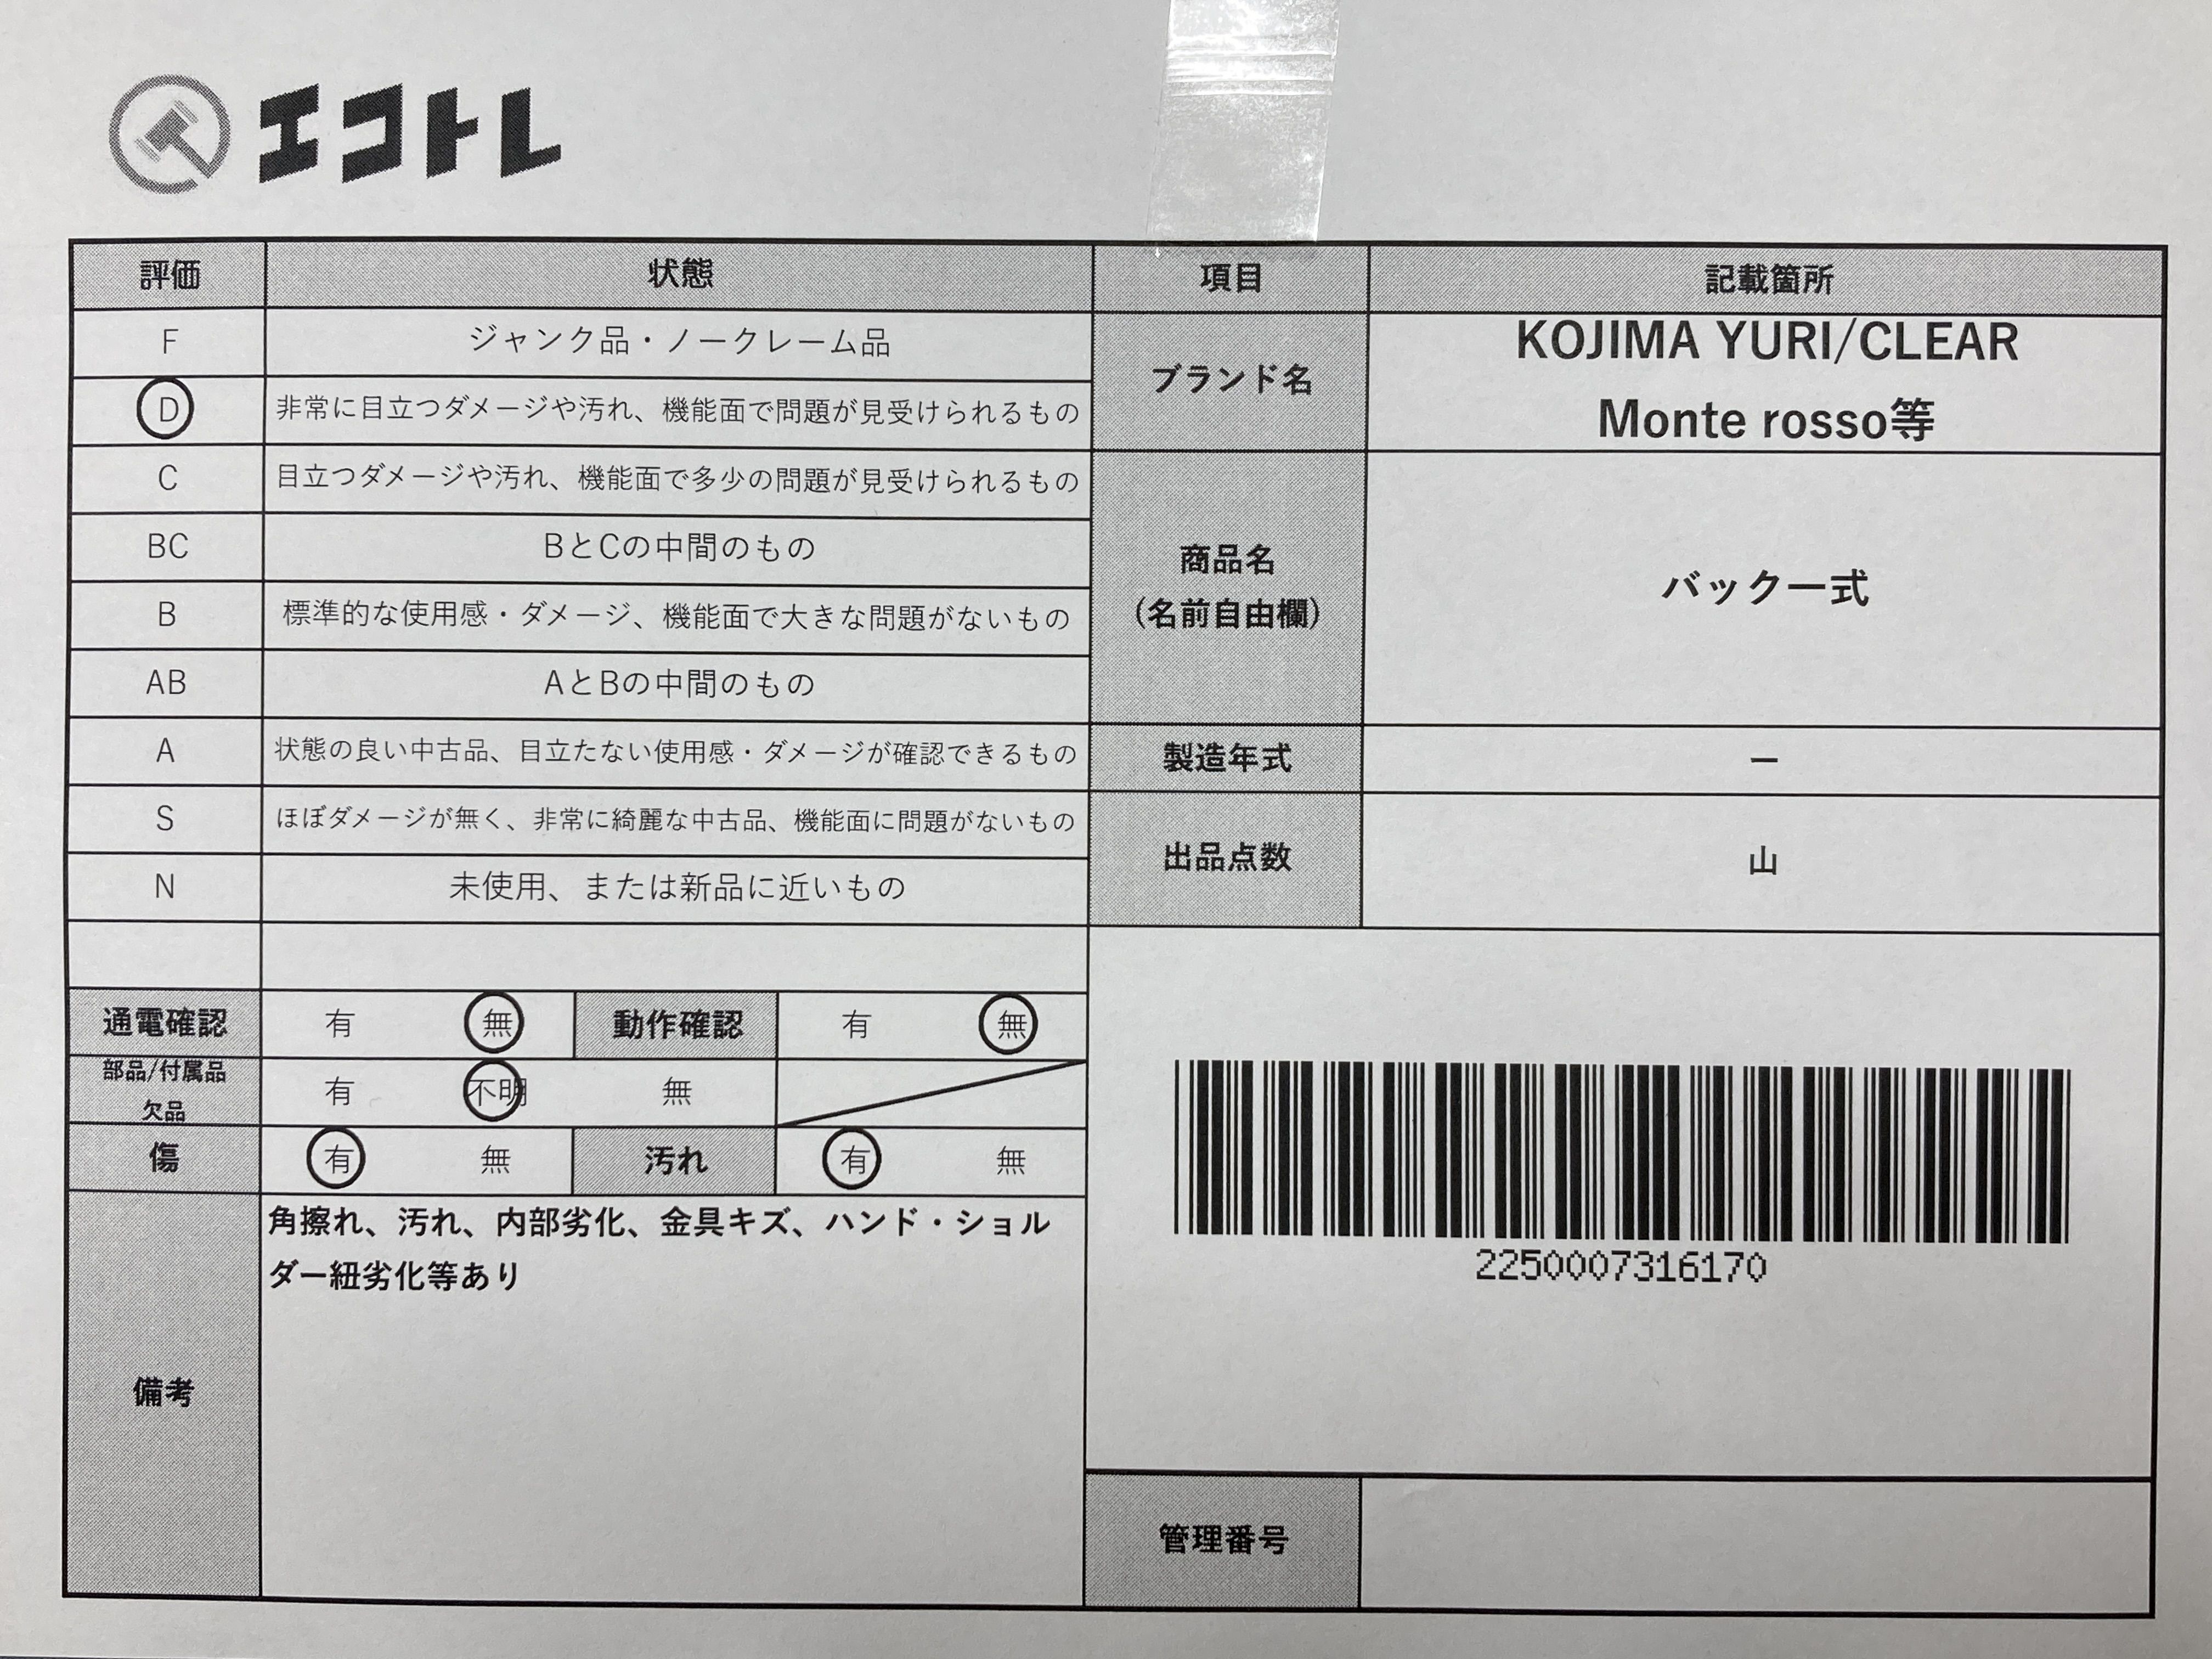 エコトレ
評価 状態 項目 記載箇所
F ジャンク品・ノークレーム品
D 非常に目立つダメージや汚れ、機能面で問題が見受けられるもの
C 目立つダメージや汚れ、機能面で多少の問題が見受けられるもの
BC BとCの中間のもの
B 標準的な使用感・ダメージ、機能面で大きな問題がないもの
AB AとBの中間のもの
A 状態の良い中古品、目立たない使用感・ダメージが確認できるもの
S ほぼダメージが無く、非常に綺麗な中古品、機能面に問題がないもの
N 未使用、または新品に近いもの
通電確認 有 無 動作確認 有 無
部品/付属品
欠品
有 不明 無
傷 有 無 汚れ 有 無
備考
角擦れ、汚れ、内部劣化、金具キズ、ハンド・ショル
ダー紐劣化等あり
ブランド名
KOJIMA YURI/CLEAR
Monte rosso等
商品名
(名前自由欄)
バック一式
製造年式 ー
出品点数 山
2250007316170
管理番号